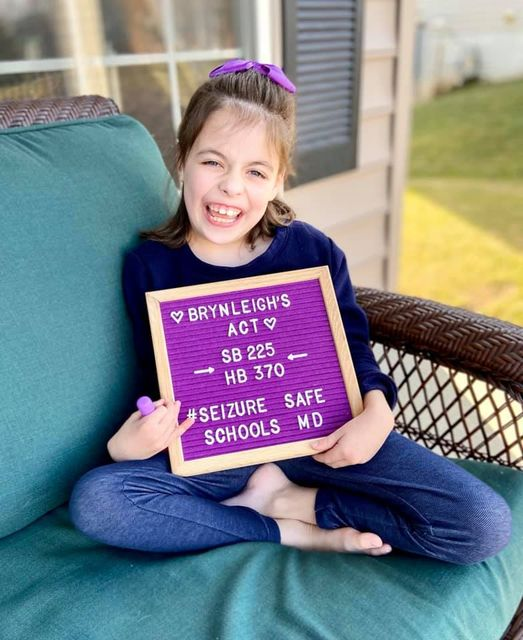 ♡BRYNLEIGH'S
ACT♡
SB 225
HB 370
#SEIZURE SAFE
SCHOOLS MD